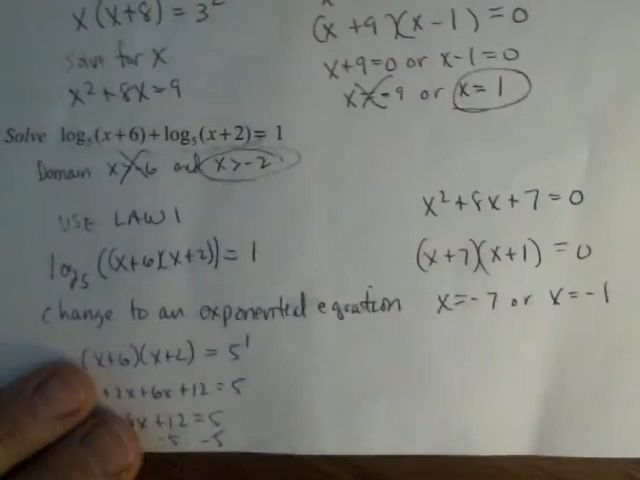 x(x+8) = 3²
solve for x
x² + 8x = 9
(x+9)(x-1) = 0
x+9=0 or x-1=0
x=-9 or x=1
Solve log₅(x+6)+log₅(x+2)=1
Domain x>-6 and x>-2
USE LAW 1
log₅((x+6)(x+2))=1
change to an exponential equation
(x+6)(x+2) = 5¹
+2x+6x+12=5
8x+12=5
-5 -5
x²+8x+7=0
(x+7)(x+1)=0
x=-7 or x=-1